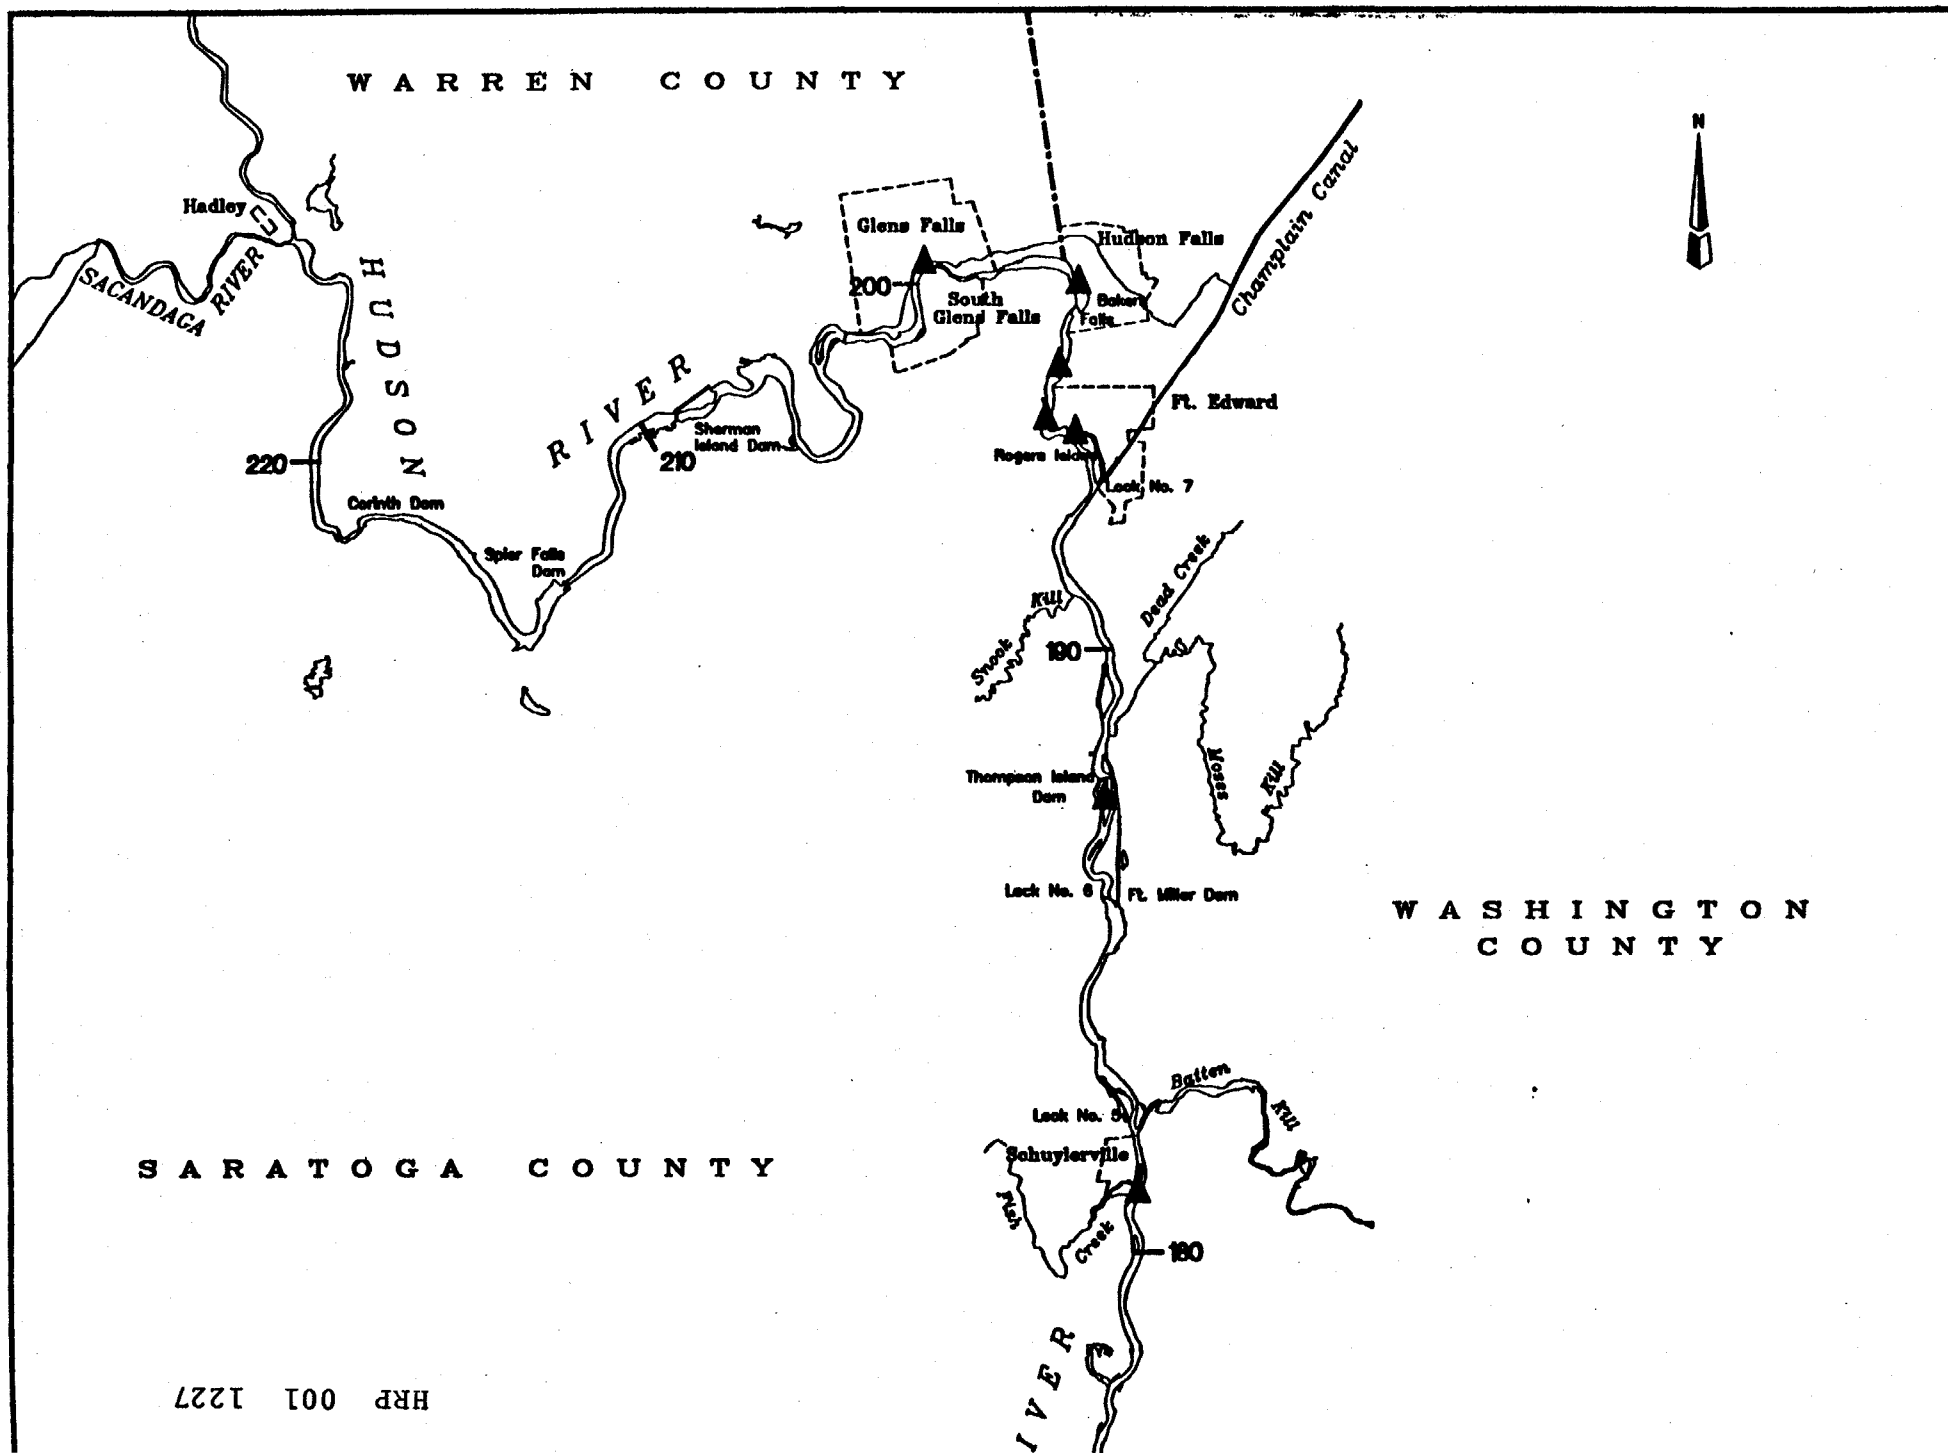 WARREN COUNTY
N
Champlain Canal
Hadley
SACANDAGA RIVER
HUDSON
RIVER
Glens Falls
Hudson Falls
200
South
Glens Falls
Bakers
Falls
Sherman
Island Dam
210
220
Corinth Dam
Spier Falls
Dam
Ft. Edward
Rogers Island
Lock No. 7
Dead Creek
Snook Kill
190
Moses Kill
Thompson Island
Dam
Lock No. 6
Ft. Miller Dam
WASHINGTON
COUNTY
Batten Kill
Lock No. 5
Schuylerville
SARATOGA COUNTY
Fish Creek
180
IVER
HRP 001 1227